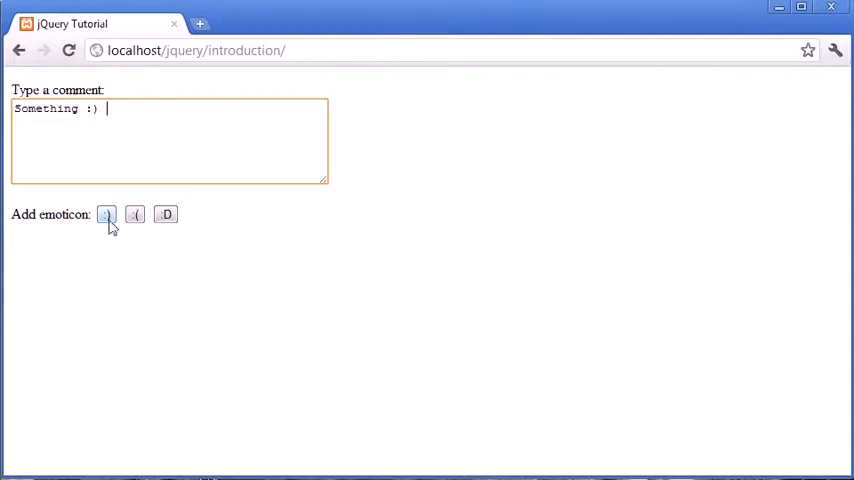 jQuery Tutorial
localhost/jquery/introduction/
Type a comment:
Something :)
Add emoticon: :) :( :D